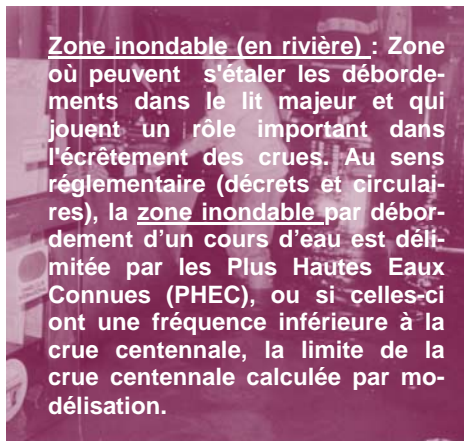 Zone inondable (en rivière) : Zone
où peuvent s'étaler les déborde-
ments dans le lit majeur et qui
jouent un rôle important dans
l'écrêtement des crues. Au sens
réglementaire (décrets et circulai-
res), la zone inondable par débor-
dement d’un cours d’eau est déli-
mitée par les Plus Hautes Eaux
Connues (PHEC), ou si celles-ci
ont une fréquence inférieure à la
crue centennale, la limite de la
crue centennale calculée par mo-
délisation.